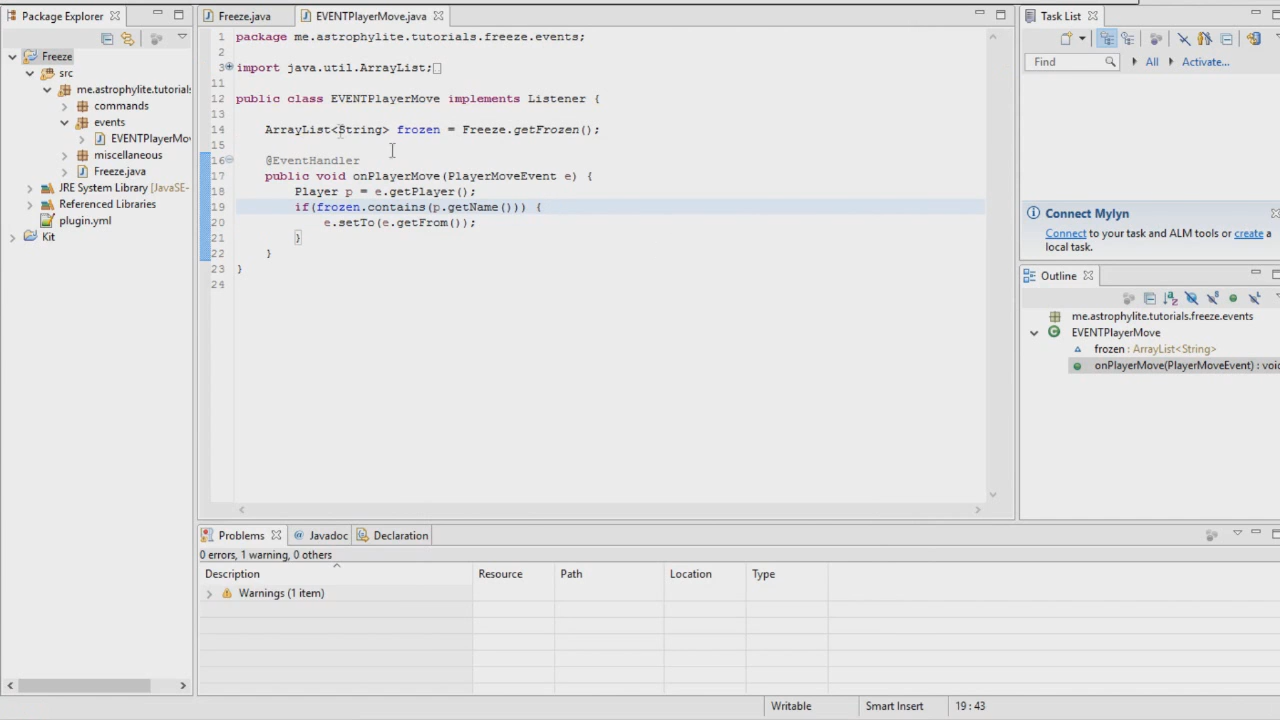 Package Explorer
Freeze
src
me.astrophylite.tutorials
commands
events
EVENTPlayerMo
miscellaneous
Freeze.java
JRE System Library [JavaSE-
Referenced Libraries
plugin.yml
Kit
Freeze.java
EVENTPlayerMove.java
1 package me.astrophylite.tutorials.freeze.events;
2
3 import java.util.ArrayList;
11
12 public class EVENTPlayerMove implements Listener {
13
14 ArrayList<String> frozen = Freeze.getFrozen();
15
16 @EventHandler
17 public void onPlayerMove(PlayerMoveEvent e) {
18 Player p = e.getPlayer();
19 if(frozen.contains(p.getName())) {
20 e.setTo(e.getFrom());
21 }
22 }
23 }
24
Task List
Find
All
Activate...
Connect Mylyn
Connect to your task and ALM tools or create a
local task.
Outline
me.astrophylite.tutorials.freeze.events
EVENTPlayerMove
frozen : ArrayList<String>
onPlayerMove(PlayerMoveEvent) : voi
Problems
Javadoc
Declaration
0 errors, 1 warning, 0 others
Description Resource Path Location Type
Warnings (1 item)
Writable Smart Insert 19 : 43